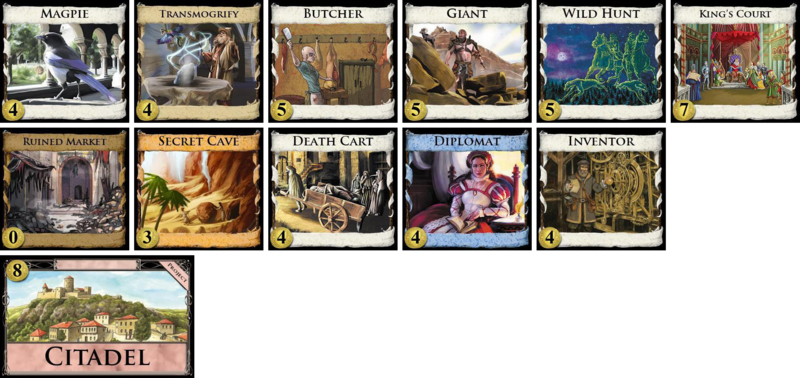 MAGPIE
4
TRANSMOGRIFY
4
BUTCHER
5
GIANT
5
WILD HUNT
5
KING'S COURT
7
RUINED MARKET
0
SECRET CAVE
3
DEATH CART
4
DIPLOMAT
4
INVENTOR
4
8
PROJECT
CITADEL